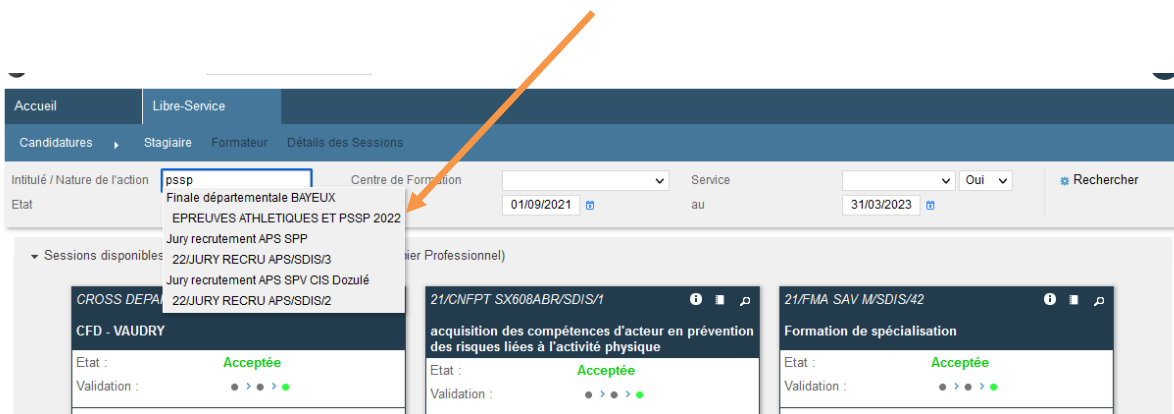 Accueil Libre-Service
Candidatures Stagiaire Formateur Détails des Sessions
Intitulé / Nature de l'action pssp Centre de Formation Service Oui Rechercher
Etat 01/09/2021 au 31/03/2023
Finale départementale BAYEUX
EPREUVES ATHLETIQUES ET PSSP 2022
Jury recrutement APS SPP
22/JURY RECRU APS/SDIS/3
Jury recrutement APS SPV CIS Dozulé
22/JURY RECRU APS/SDIS/2
Sessions disponibles Professionnel)
CROSS
CFD - VAUDRY
Etat : Acceptée
Validation :
21/CNFPT SX608ABR/SDIS/1
acquisition des compétences d'acteur en prévention
des risques liées à l'activité physique
Etat : Acceptée
Validation :
21/FMA SAV M/SDIS/42
Formation de spécialisation
Etat : Acceptée
Validation :